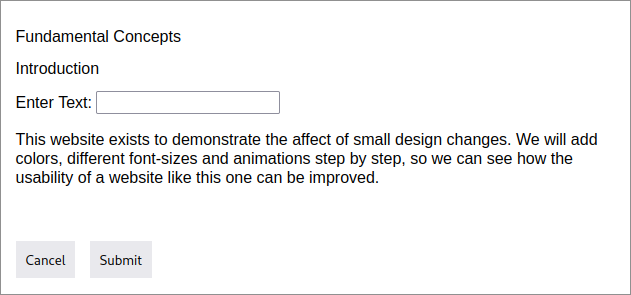 Fundamental Concepts
Introduction
Enter Text:
This website exists to demonstrate the affect of small design changes. We will add
colors, different font-sizes and animations step by step, so we can see how the
usability of a website like this one can be improved.
Cancel Submit